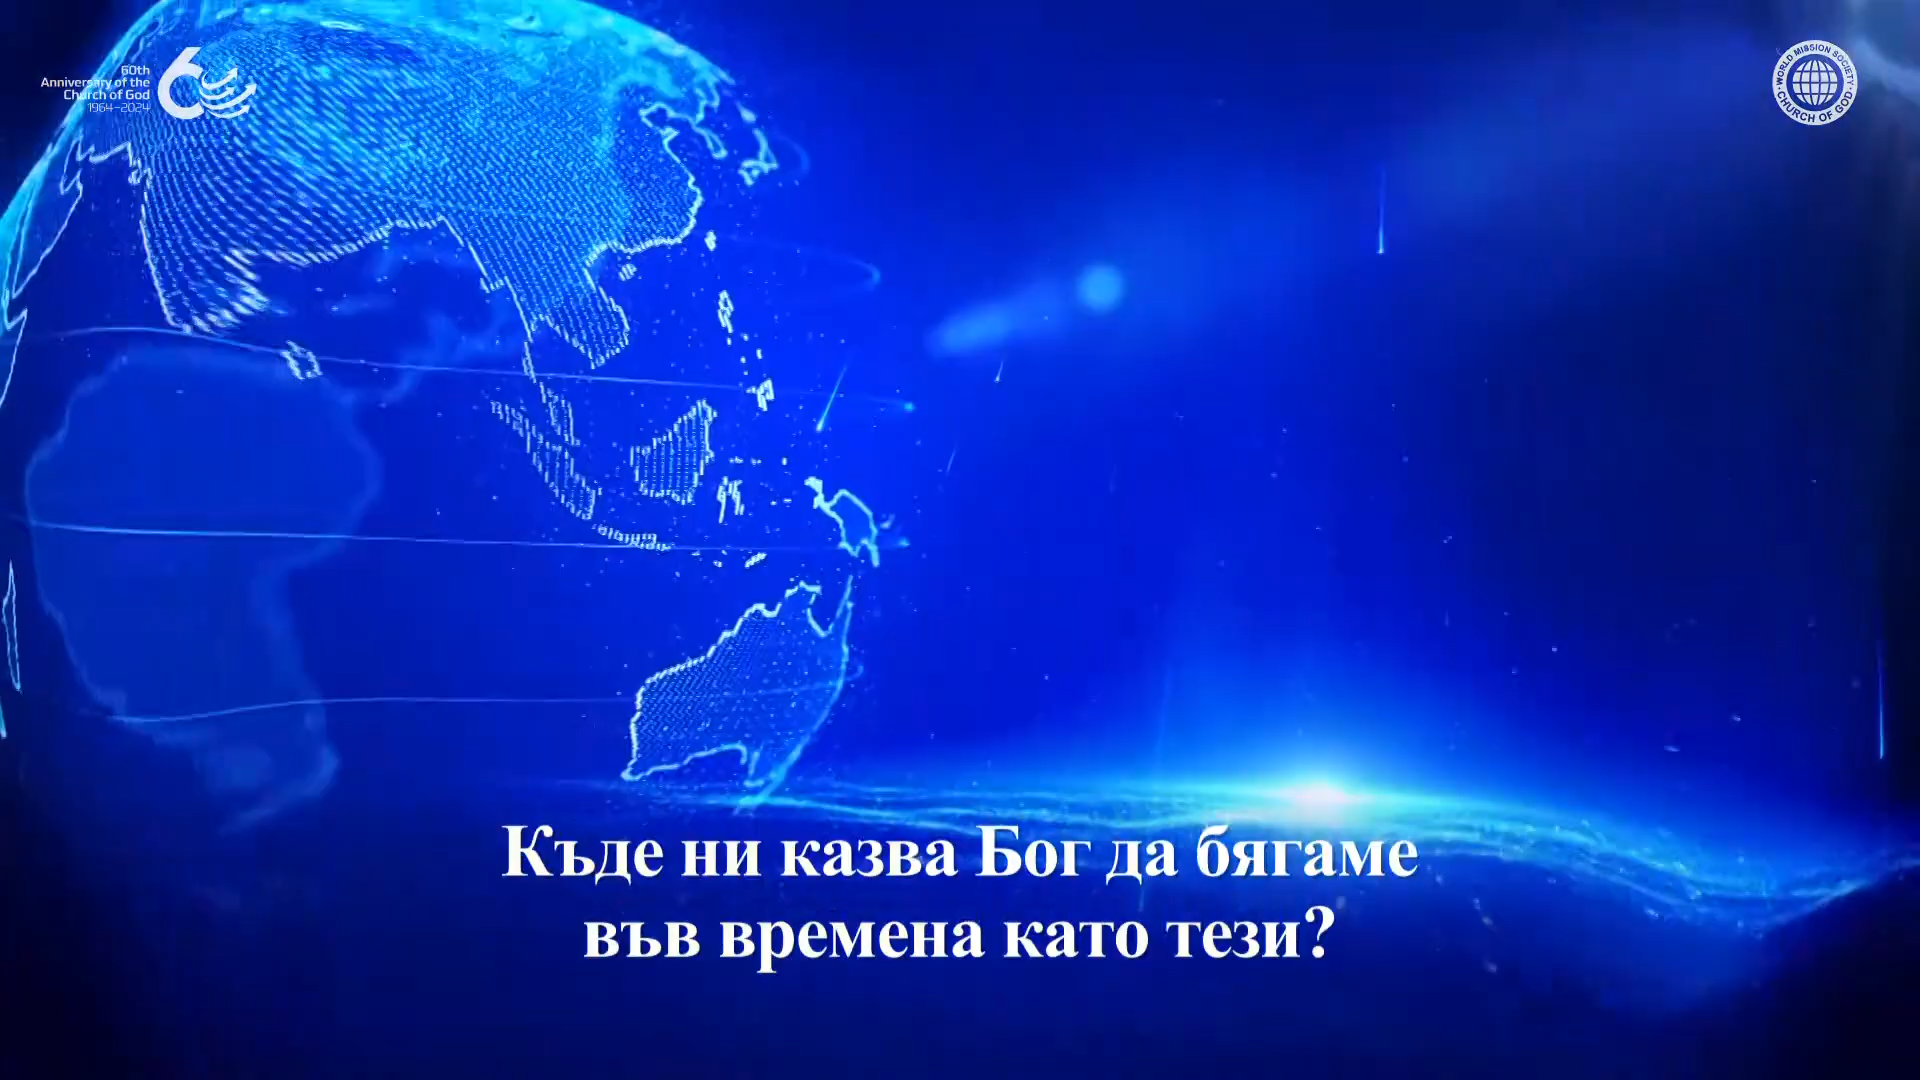 60th
Anniversary of the
Church of God
1964–2024
60
WORLD MISSION SOCIETY
CHURCH OF GOD
Къде ни казва Бог да бягаме
във времена като тези?